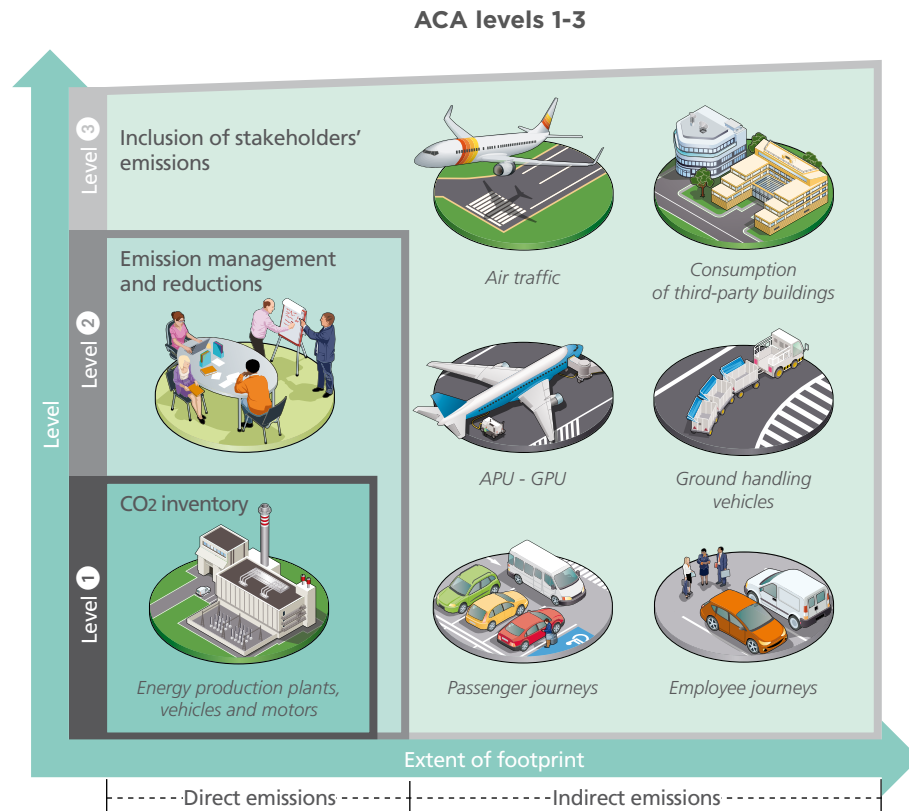 ACA levels 1-3
Level
Level 3
Inclusion of stakeholders’
emissions
Air traffic
Consumption
of third-party buildings
Level 2
Emission management
and reductions
APU - GPU
Ground handling
vehicles
Level 1
CO2 inventory
Energy production plants,
vehicles and motors
Passenger journeys
Employee journeys
Extent of footprint
Direct emissions
Indirect emissions